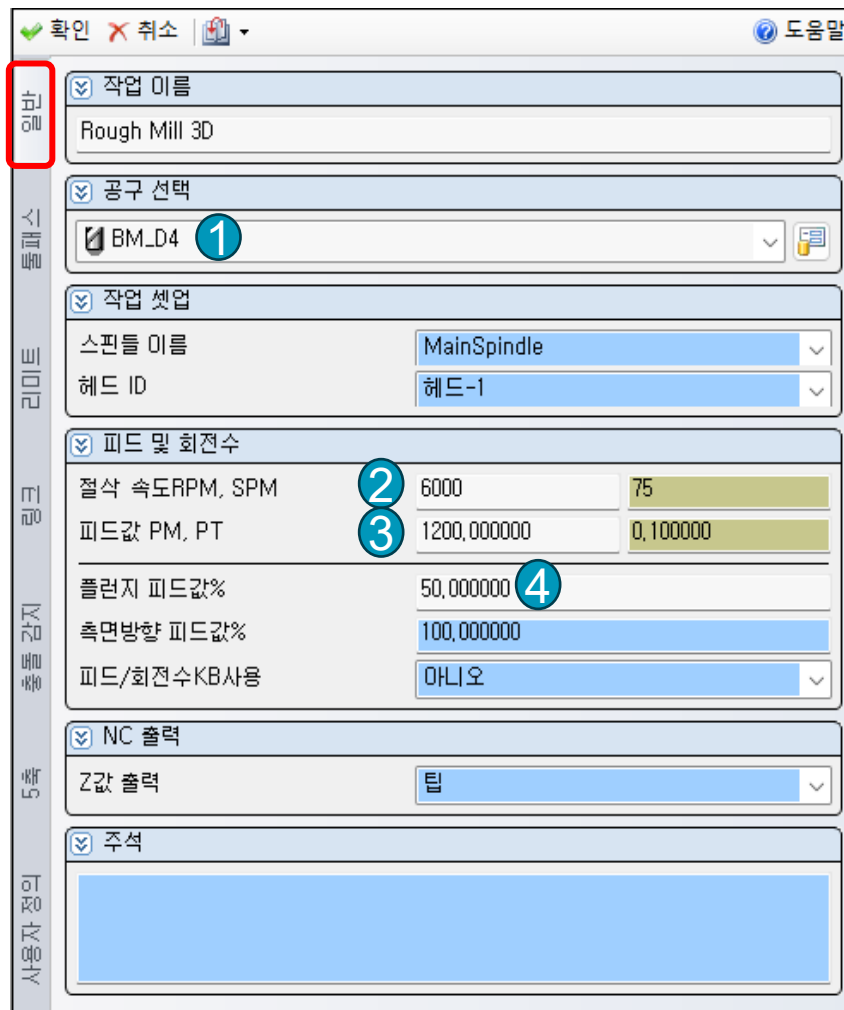 확인 취소 도움말
일반
작업 이름
Rough Mill 3D
공구 선택
BM_D4 1
툴패스
작업 셋업
스핀들 이름 MainSpindle
헤드 ID 헤드-1
리미트
피드 및 회전수
절삭 속도RPM, SPM 2 6000 75
피드값 PM, PT 3 1200,000000 0,100000
링크
플런지 피드값% 50,000000 4
측면방향 피드값% 100,000000
피드/회전수KB사용 아니오
충돌 감지
NC 출력
Z값 출력 팁
5축
주석
사용자 정의